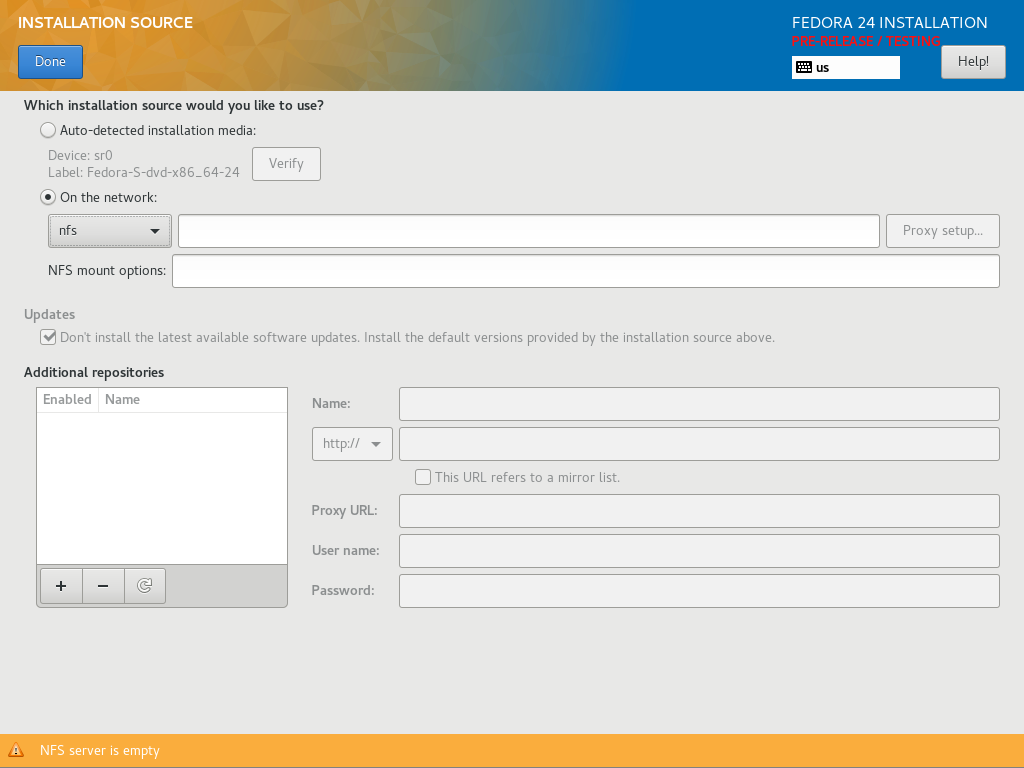 INSTALLATION SOURCE
FEDORA 24 INSTALLATION
PRE-RELEASE / TESTING
Done
us
Help!
Which installation source would you like to use?
Auto-detected installation media:
Device: sr0
Label: Fedora-S-dvd-x86_64-24
Verify
On the network:
nfs
Proxy setup...
NFS mount options:
Updates
Don't install the latest available software updates. Install the default versions provided by the installation source above.
Additional repositories
Enabled Name
Name:
http://
This URL refers to a mirror list.
Proxy URL:
User name:
Password:
NFS server is empty